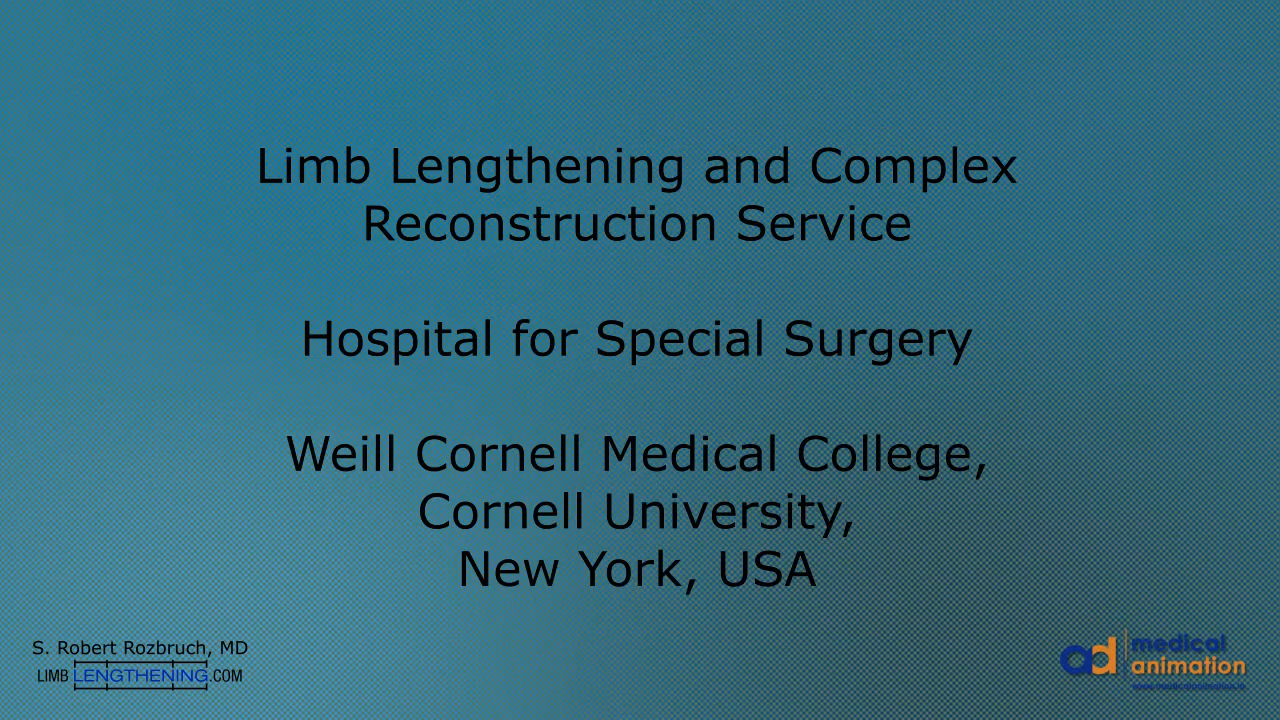 Limb Lengthening and Complex
Reconstruction Service
Hospital for Special Surgery
Weill Cornell Medical College,
Cornell University,
New York, USA
S. Robert Rozbruch, MD
LIMB LENGTHENING.COM
ad medical
animation